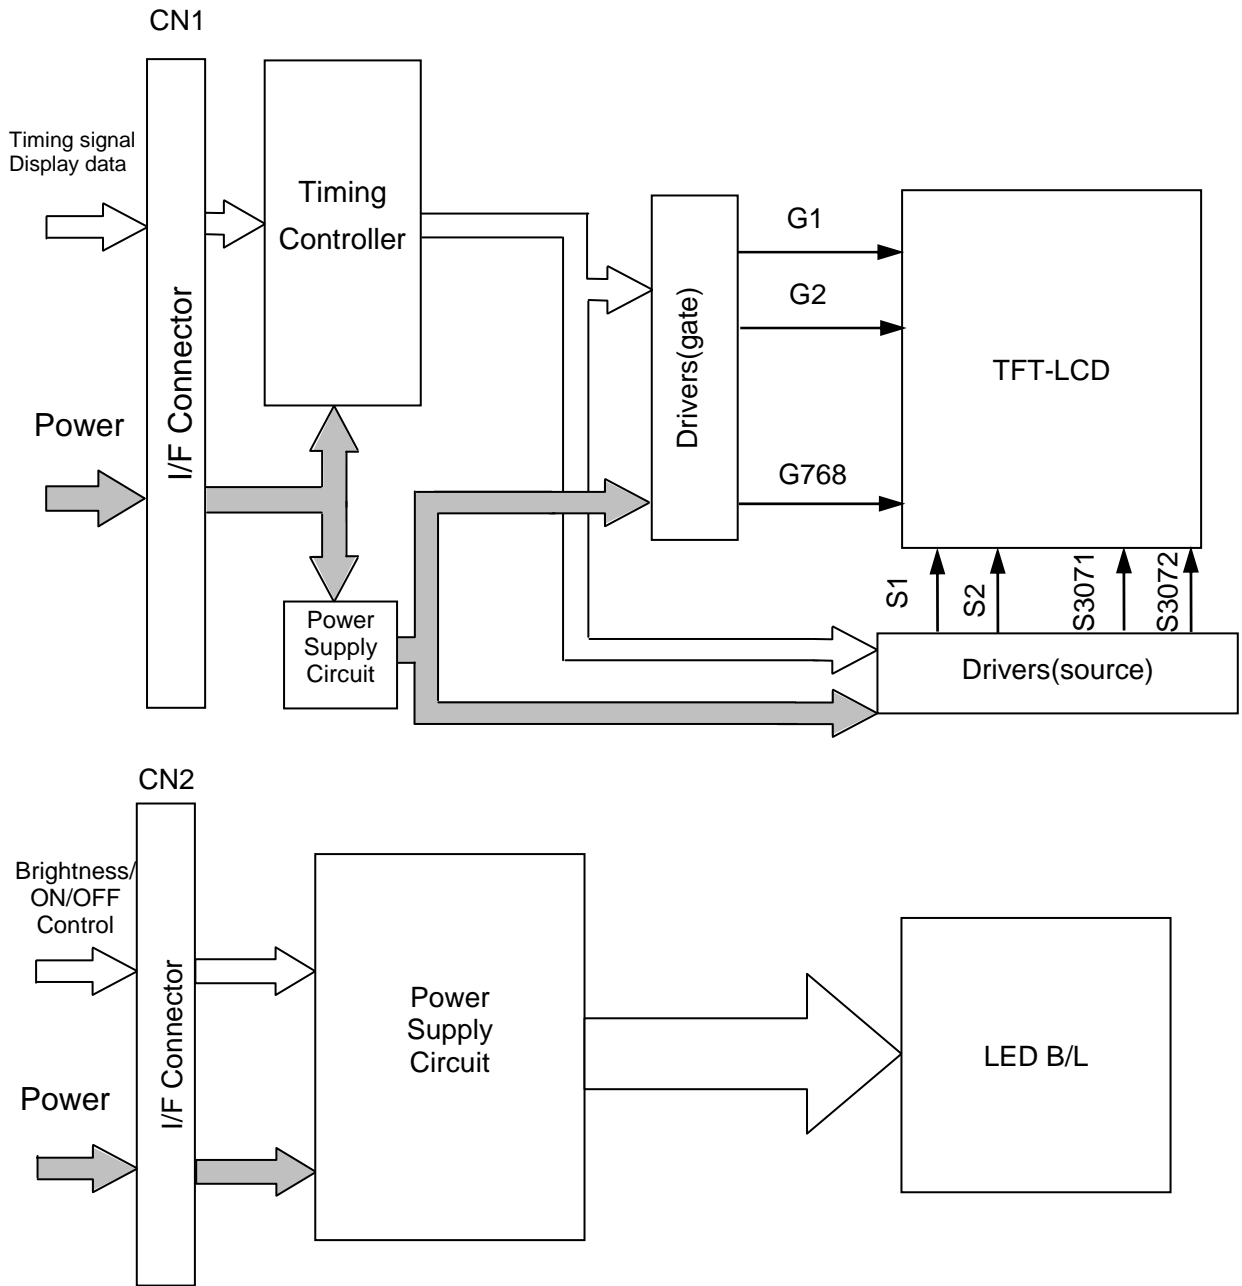 CN1
Timing signal
Display data
I/F Connector
Power
Timing
Controller
Power
Supply
Circuit
Drivers(gate)
G1
G2
G768
TFT-LCD
S1
S2
S3071
S3072
Drivers(source)
CN2
Brightness/
ON/OFF
Control
I/F Connector
Power
Power
Supply
Circuit
LED B/L